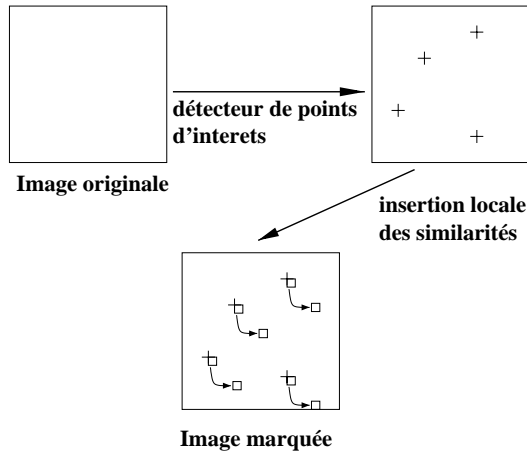 détecteur de points
d'interets
Image originale
insertion locale
des similarités
Image marquée